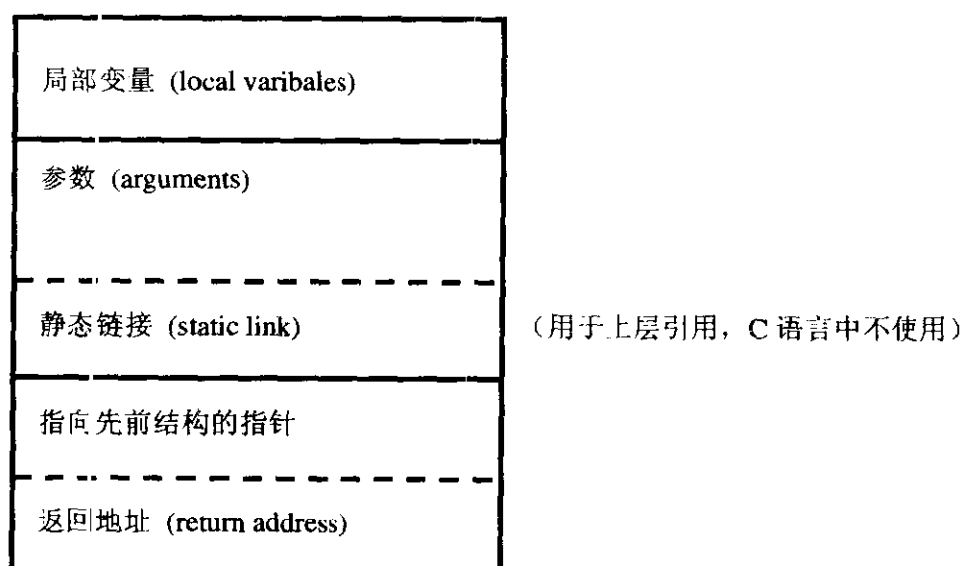 局部变量 (local varibales)
参数 (arguments)
静态链接 (static link)
（用于上层引用，C 语言中不使用）
指向先前结构的指针
返回地址 (return address)